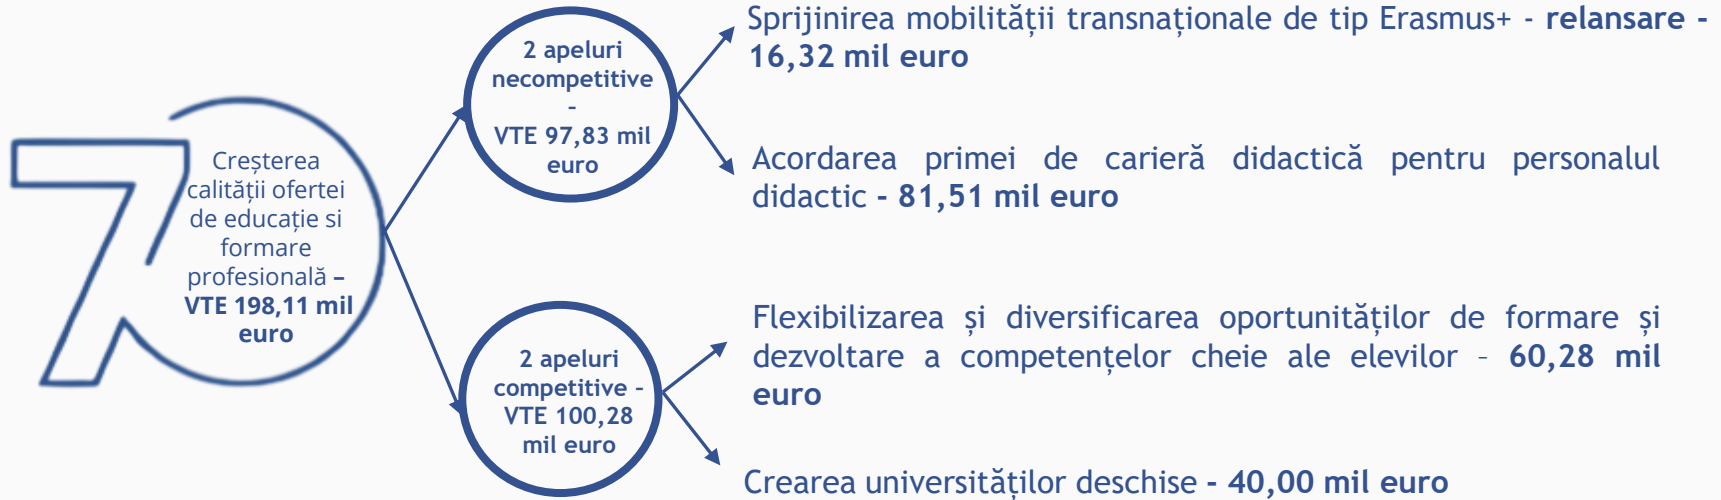 7
Creșterea
calității ofertei
de educație si
formare
profesională –
VTE 198,11 mil
euro
2 apeluri
necompetitive
–
VTE 97,83 mil
euro
Sprijinirea mobilității transnaționale de tip Erasmus+ - relansare -
16,32 mil euro
Acordarea primei de carieră didactică pentru personalul
didactic - 81,51 mil euro
2 apeluri
competitive –
VTE 100,28
mil euro
Flexibilizarea și diversificarea oportunităților de formare și
dezvoltare a competențelor cheie ale elevilor – 60,28 mil
euro
Crearea universităților deschise - 40,00 mil euro